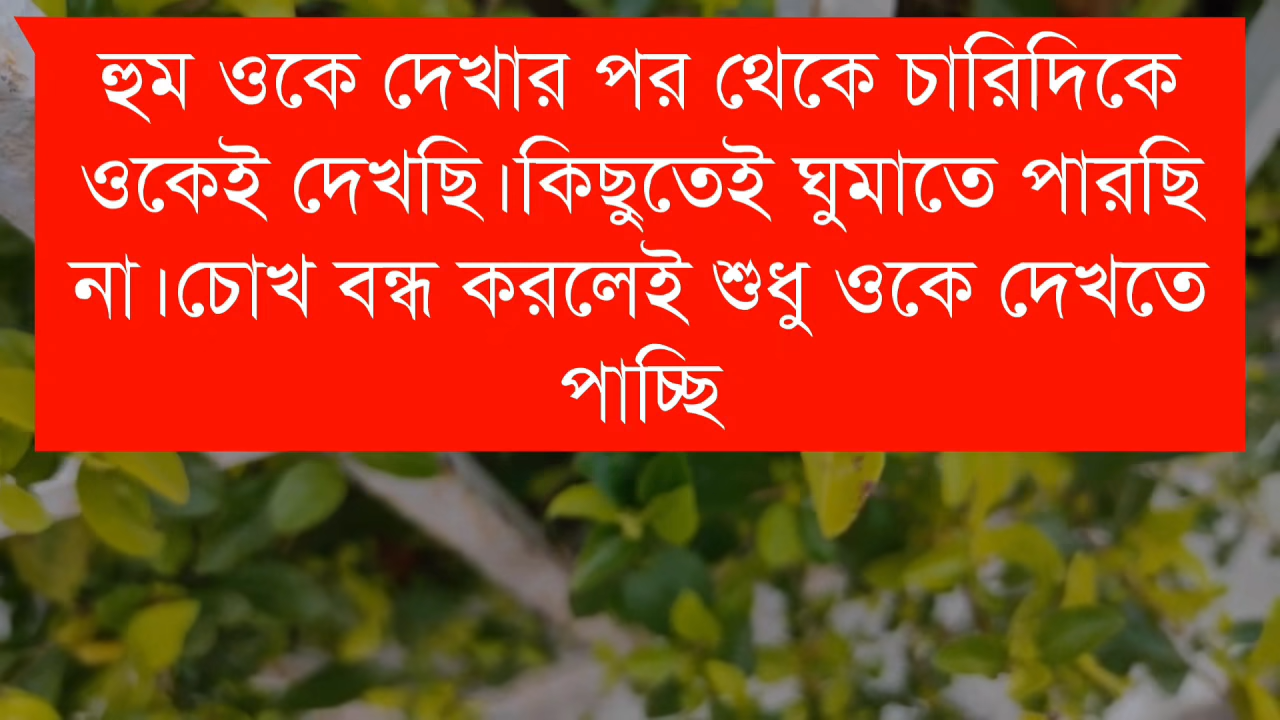 হুম ওকে দেখার পর থেকে চারিদিকে
ওকেই দেখছি।কিছুতেই ঘুমাতে পারছি
না।চোখ বন্ধ করলেই শুধু ওকে দেখতে
পাচ্ছি